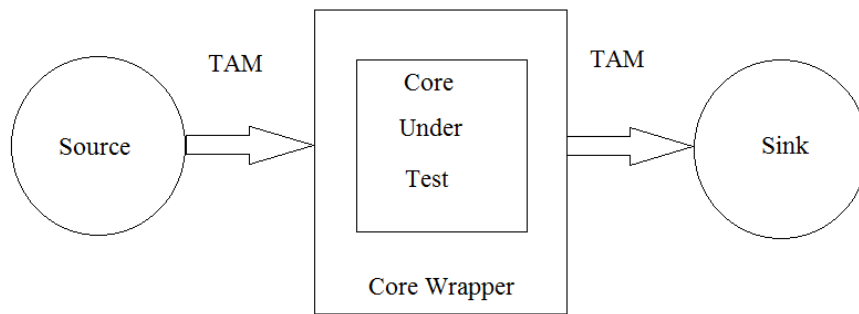 TAM
TAM
Source
Core
Under
Test
Sink
Core Wrapper